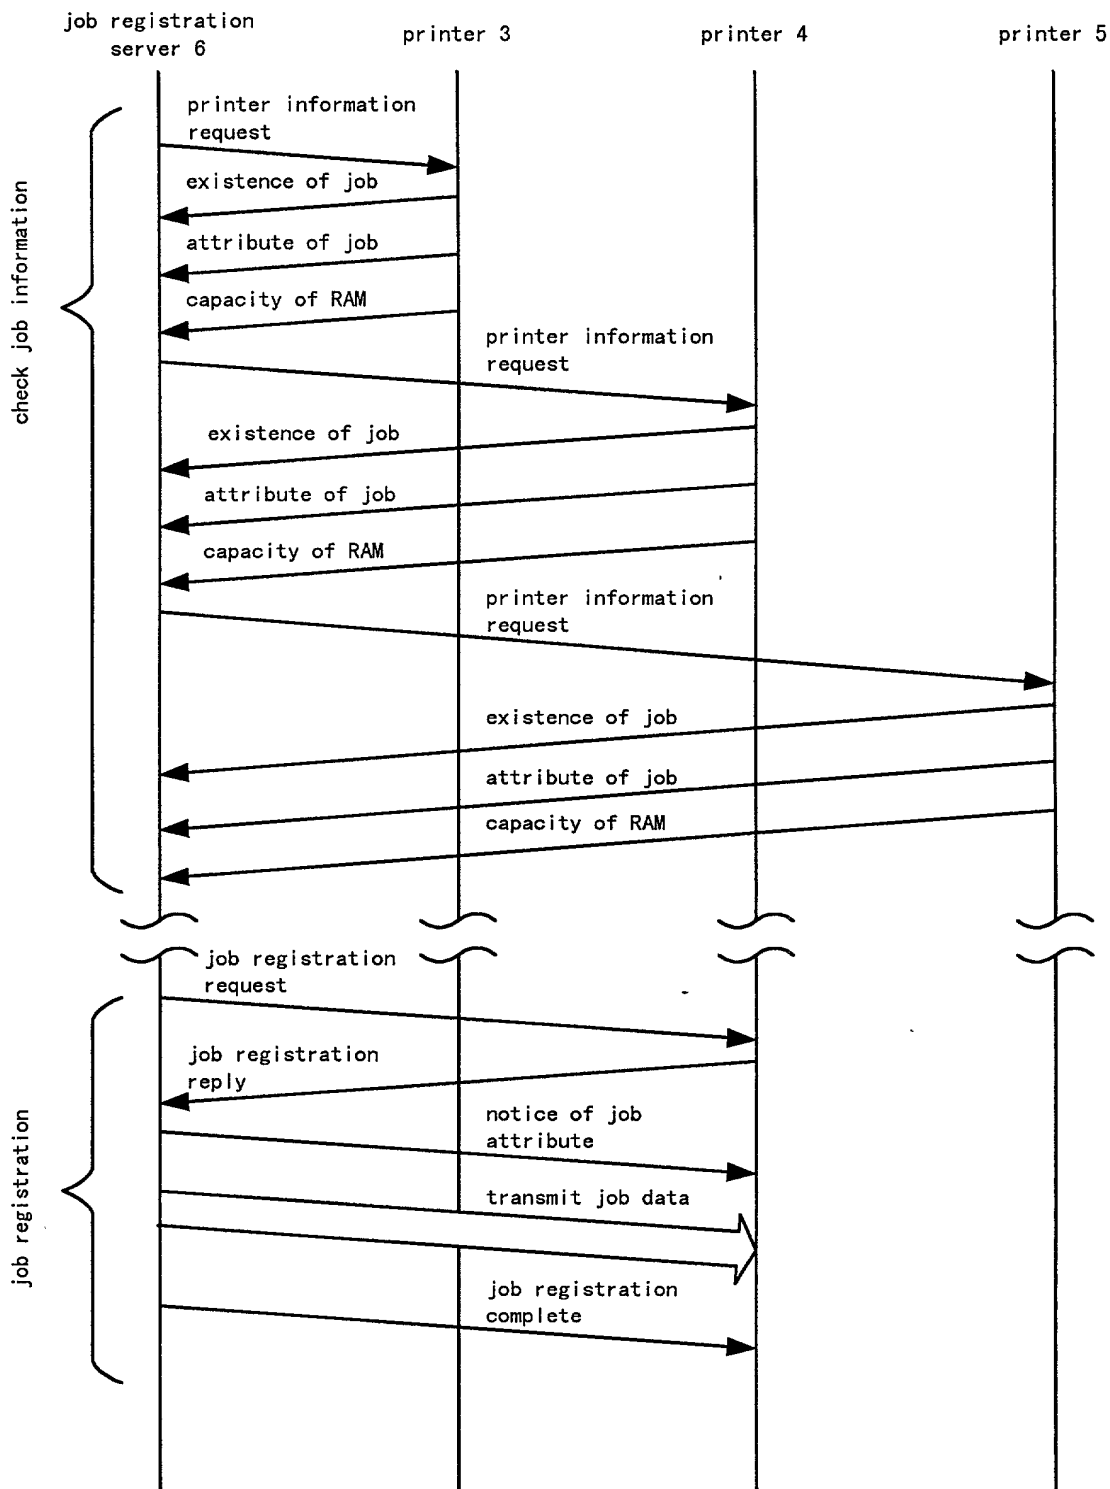 job registration
server 6
printer 3
printer 4
printer 5
check job information
printer information
request
existence of job
attribute of job
capacity of RAM
printer information
request
existence of job
attribute of job
capacity of RAM
printer information
request
existence of job
attribute of job
capacity of RAM
job registration
job registration
request
job registration
reply
notice of job
attribute
transmit job data
job registration
complete